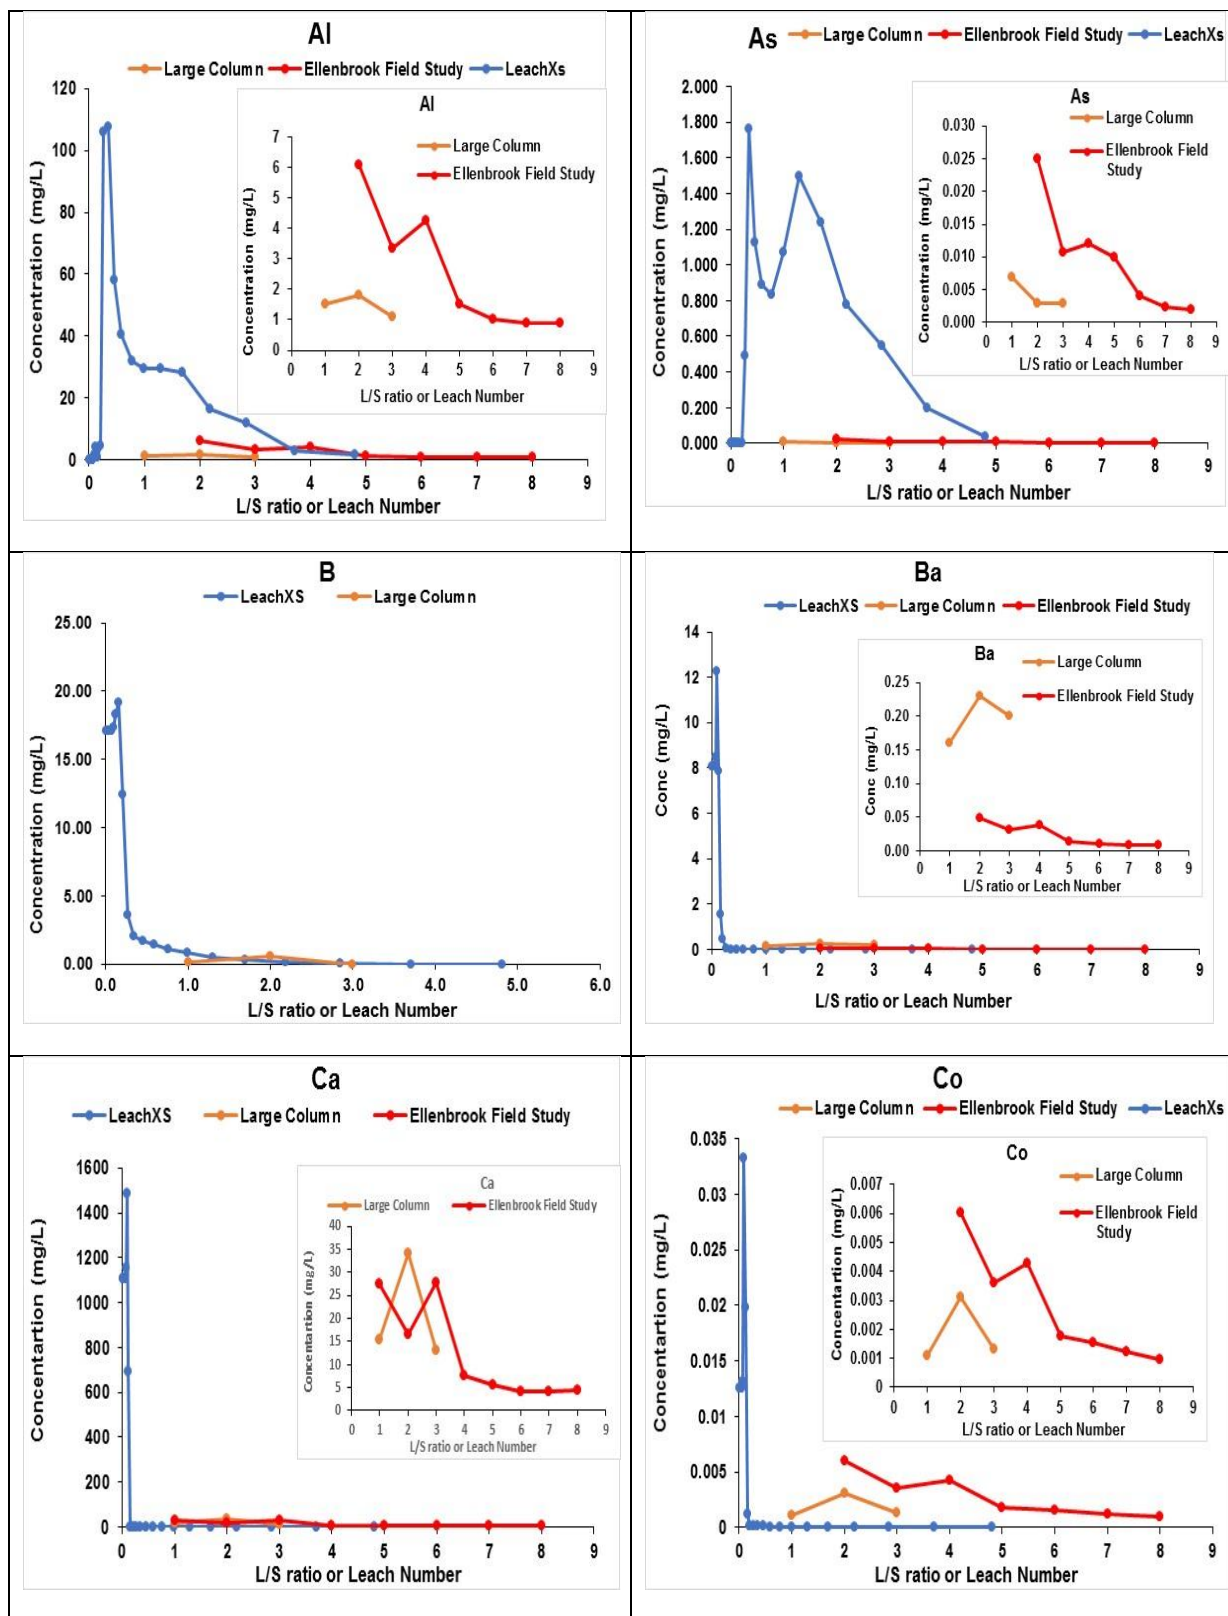 Al
Large Column Ellenbrook Field Study LeachXs
Concentration (mg/L)
120
100
80
60
40
20
0
0 1 2 3 4 5 6 7 8 9
L/S ratio or Leach Number
Al
Large Column
Ellenbrook Field Study
Concentration (mg/L)
7
6
5
4
3
2
1
0
0 1 2 3 4 5 6 7 8 9
L/S ratio or Leach Number
As
Large Column Ellenbrook Field Study LeachXs
Concentration (mg/L)
2.000
1.800
1.600
1.400
1.200
1.000
0.800
0.600
0.400
0.200
0.000
0 1 2 3 4 5 6 7 8 9
L/S ratio or Leach Number
As
Large Column
Ellenbrook Field
Study
Concentration (mg/L)
0.030
0.025
0.020
0.015
0.010
0.005
0.000
0 1 2 3 4 5 6 7 8 9
L/S ratio or Leach Number
B
LeachXS Large Column
Concentration (mg/L)
25.00
20.00
15.00
10.00
5.00
0.00
0.0 1.0 2.0 3.0 4.0 5.0 6.0
L/S ratio or Leach Number
Ba
LeachXS Large Column Ellenbrook Field Study
Conc (mg/L)
14
12
10
8
6
4
2
0
0 1 2 3 4 5 6 7 8 9
L/S ratio or Leach Number
Ba
Large Column
Ellenbrook Field Study
Conc (mg/L)
0.25
0.20
0.15
0.10
0.05
0.00
0 1 2 3 4 5 6 7 8 9
L/S ratio or Leach Number
Ca
LeachXS Large Column Ellenbrook Field Study
Concentartion (mg/L)
1600
1400
1200
1000
800
600
400
200
0
0 1 2 3 4 5 6 7 8 9
L/S ratio or Leach Number
Ca
Large Column Ellenbrook Field Study
Concentartion (mg/L)
40
35
30
25
20
15
10
5
0
0 1 2 3 4 5 6 7 8 9
L/S ratio or Leach Number
Co
Large Column Ellenbrook Field Study LeachXs
Concentartion (mg/L)
0.035
0.03
0.025
0.02
0.015
0.01
0.005
0
0 1 2 3 4 5 6 7 8 9
L/S ratio or Leach Number
Co
Large Column
Ellenbrook Field
Study
Concentartion (mg/L)
0.007
0.006
0.005
0.004
0.003
0.002
0.001
0
0 1 2 3 4 5 6 7 8 9
L/S ratio or Leach Number